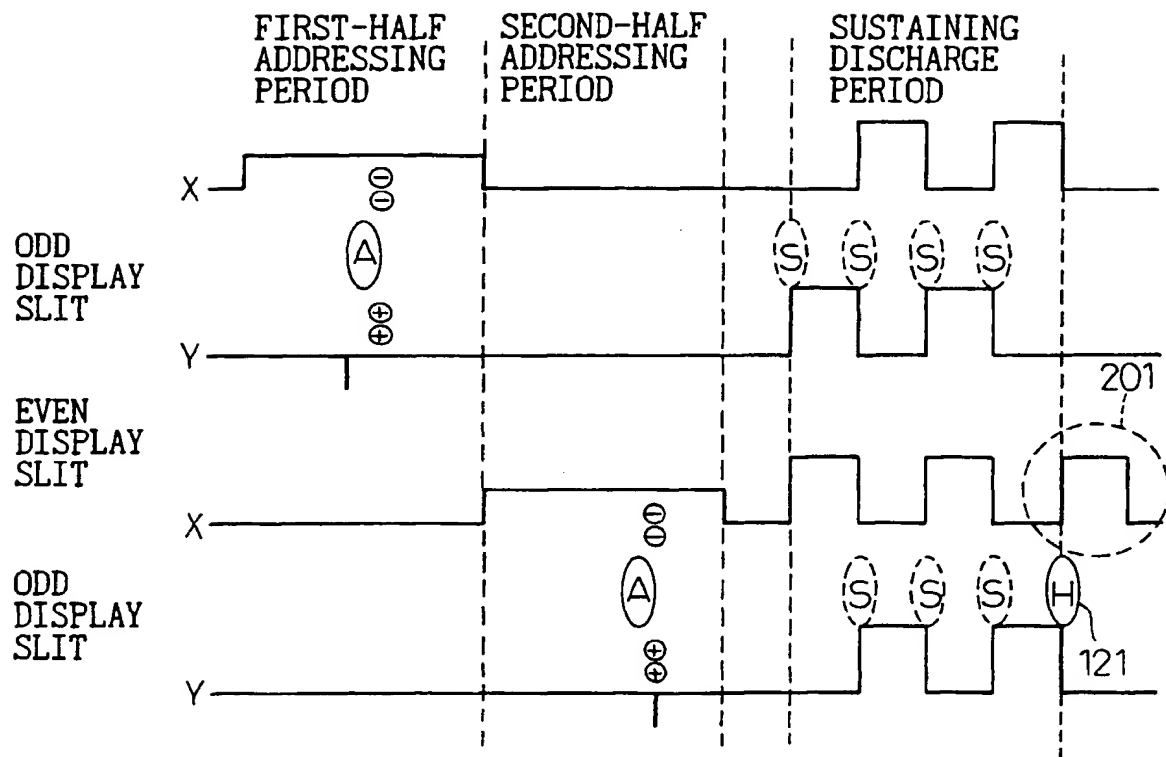 FIRST-HALF
ADDRESSING
PERIOD
SECOND-HALF
ADDRESSING
PERIOD
SUSTAINING
DISCHARGE
PERIOD
X
⊖
⊖
ODD
DISPLAY
SLIT
A
S S S S
⊕
⊕
Y
201
EVEN
DISPLAY
SLIT
X
⊖
⊖
ODD
DISPLAY
SLIT
A
S S S H
⊕
⊕
121
Y